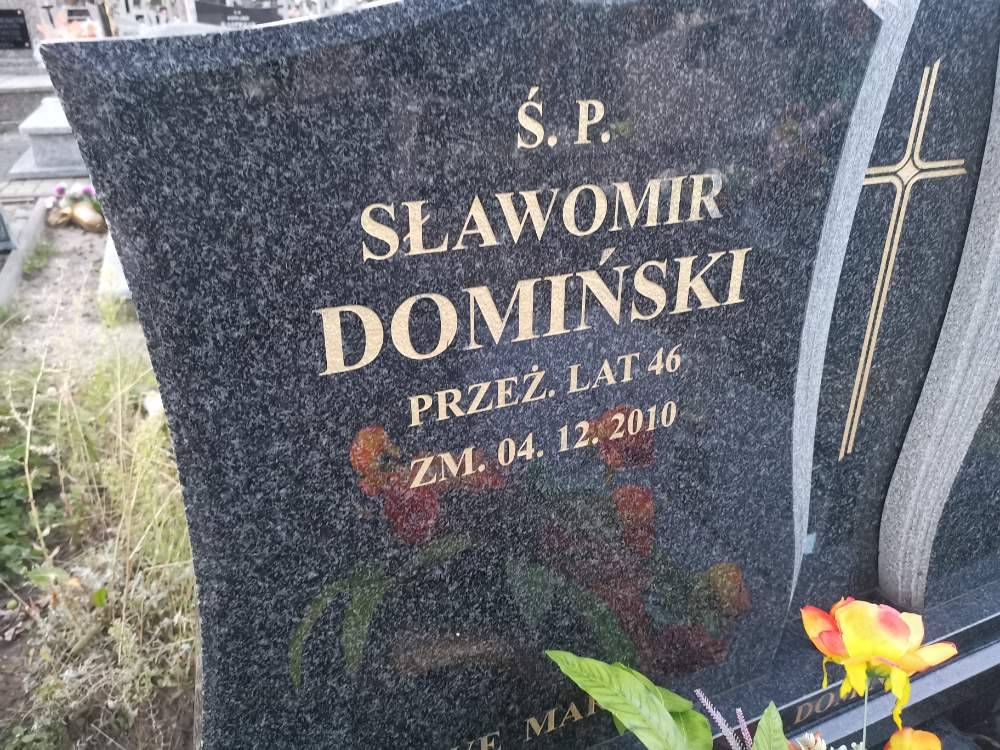 Ś. P.
SŁAWOMIR
DOMIŃSKI
PRZEŻ. LAT 46
ZM. 04. 12. 2010